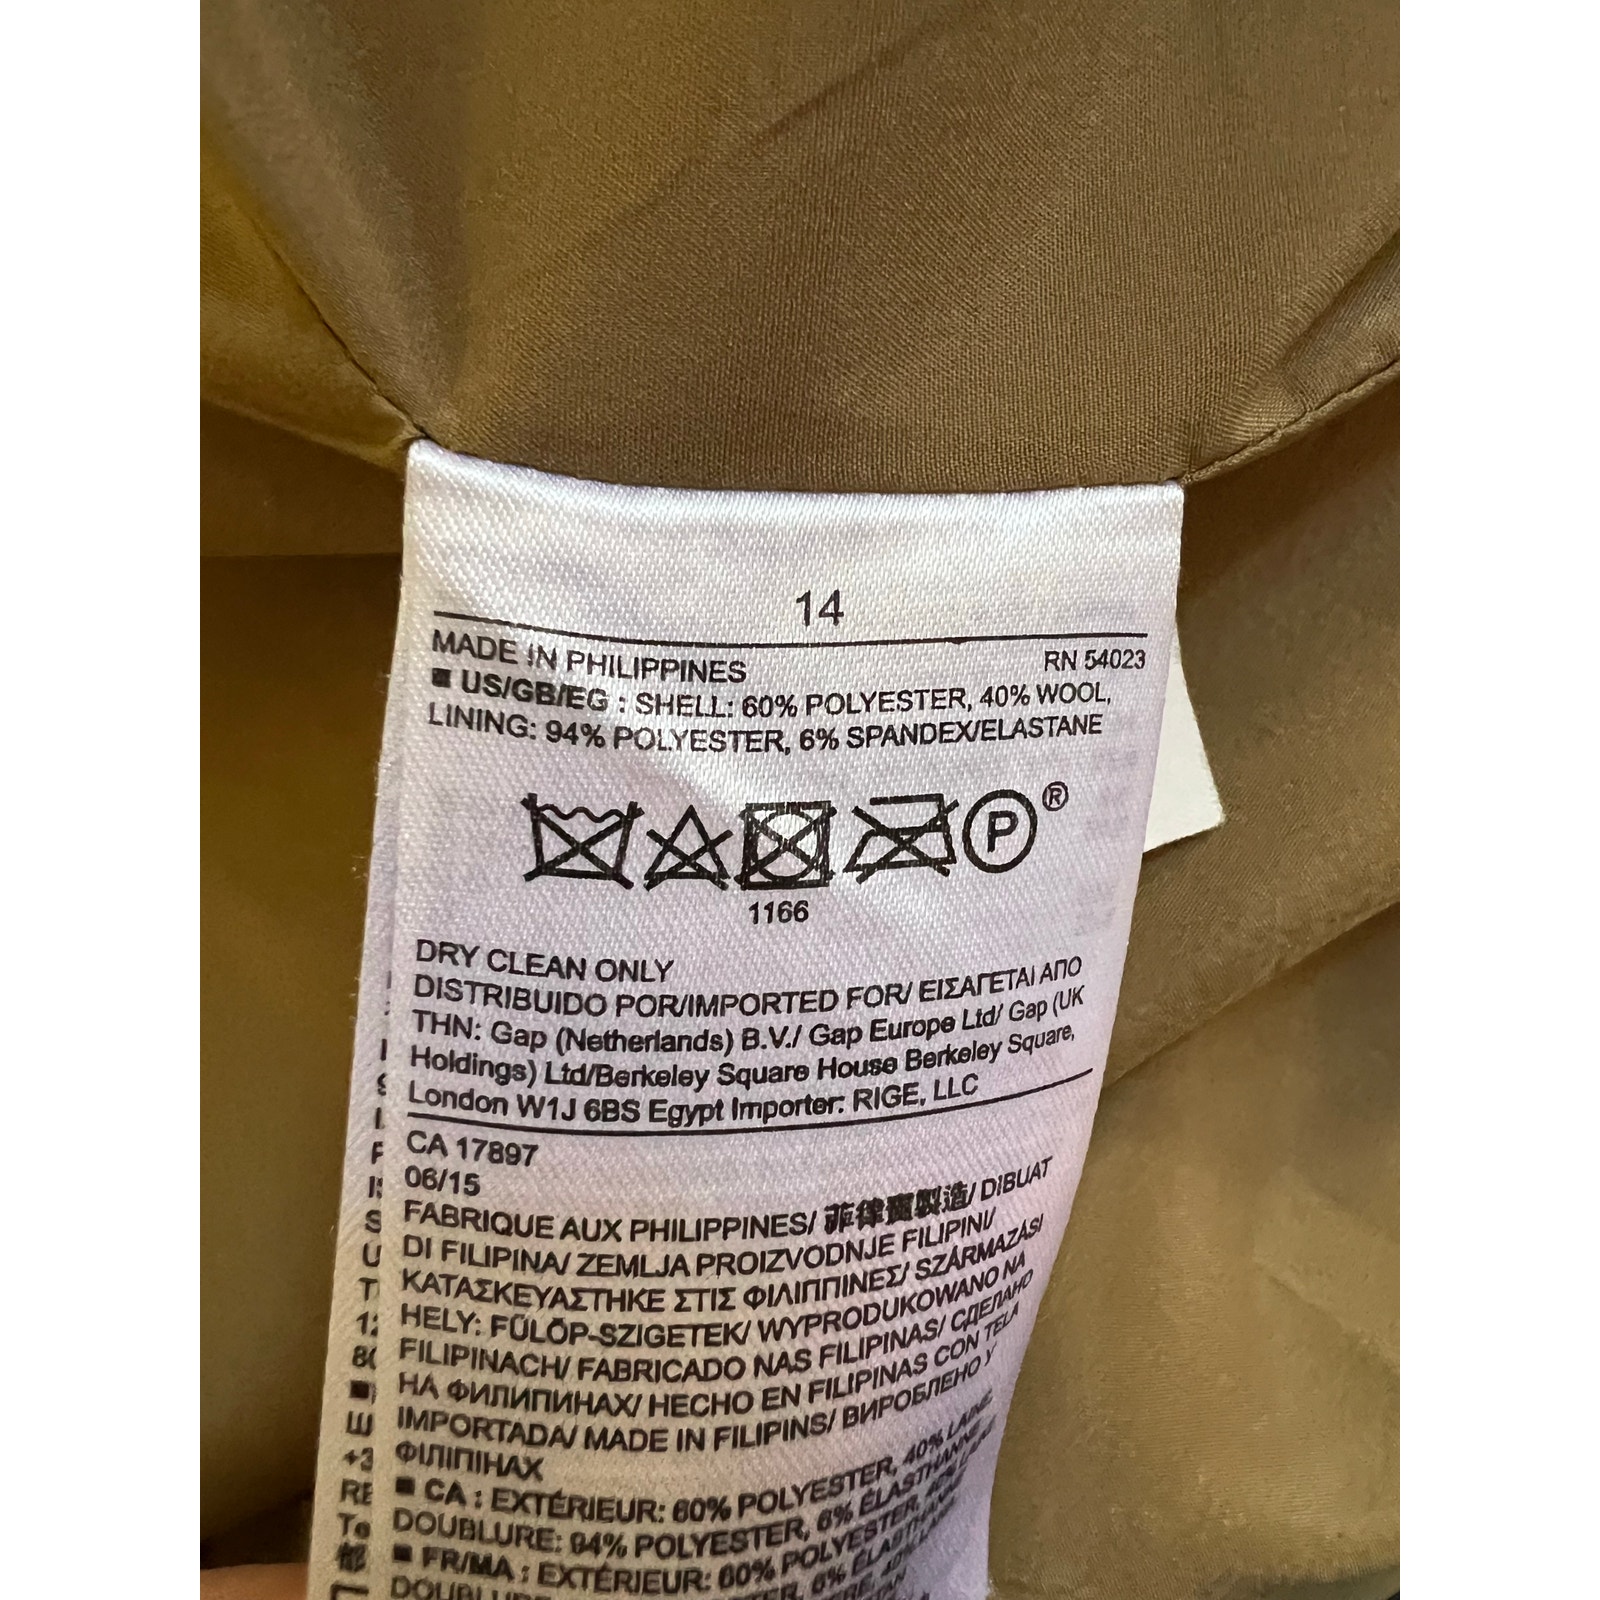 14
MADE IN PHILIPPINES RN 54023
US/GB/EG : SHELL: 60% POLYESTER, 40% WOOL,
LINING: 94% POLYESTER, 6% SPANDEX/ELASTANE
P ®
1166
DRY CLEAN ONLY
DISTRIBUIDO POR/IMPORTED FOR/ ΕΙΣΑΓΕΤΑΙ ΑΠΟ
THN: Gap (Netherlands) B.V./ Gap Europe Ltd/ Gap (UK
Holdings) Ltd/Berkeley Square House Berkeley Square,
London W1J 6BS Egypt Importer: RIGE, LLC
CA 17897
06/15
FABRIQUE AUX PHILIPPINES/ 菲律賓製造/ DIBUAT
DI FILIPINA/ ZEMLJA PROIZVODNJE FILIPINI/
ΚΑΤΑΣΚΕΥΑΣΤΗΚΕ ΣΤΙΣ ΦΙΛΙΠΠΙΝΕΣ/ SZÁRMAZÁSI
HELY: FÜLÖP-SZIGETEK/ WYPRODUKOWANO NA
FILIPINACH/ FABRICADO NAS FILIPINAS/ СДЕЛАНО
НА ФИЛИПИНАХ/ HECHO EN FILIPINAS CON TELA
IMPORTADA/ MADE IN FILIPINS/ ВИРОБЛЕНО У
ФІЛІПІНАХ
CA : EXTÉRIEUR: 60% POLYESTER, 40% LAINE,
DOUBLURE: 94% POLYESTER, 6% ÉLASTHANNE
FR/MA : EXTÉRIEUR: 60% POLYESTER, 40%